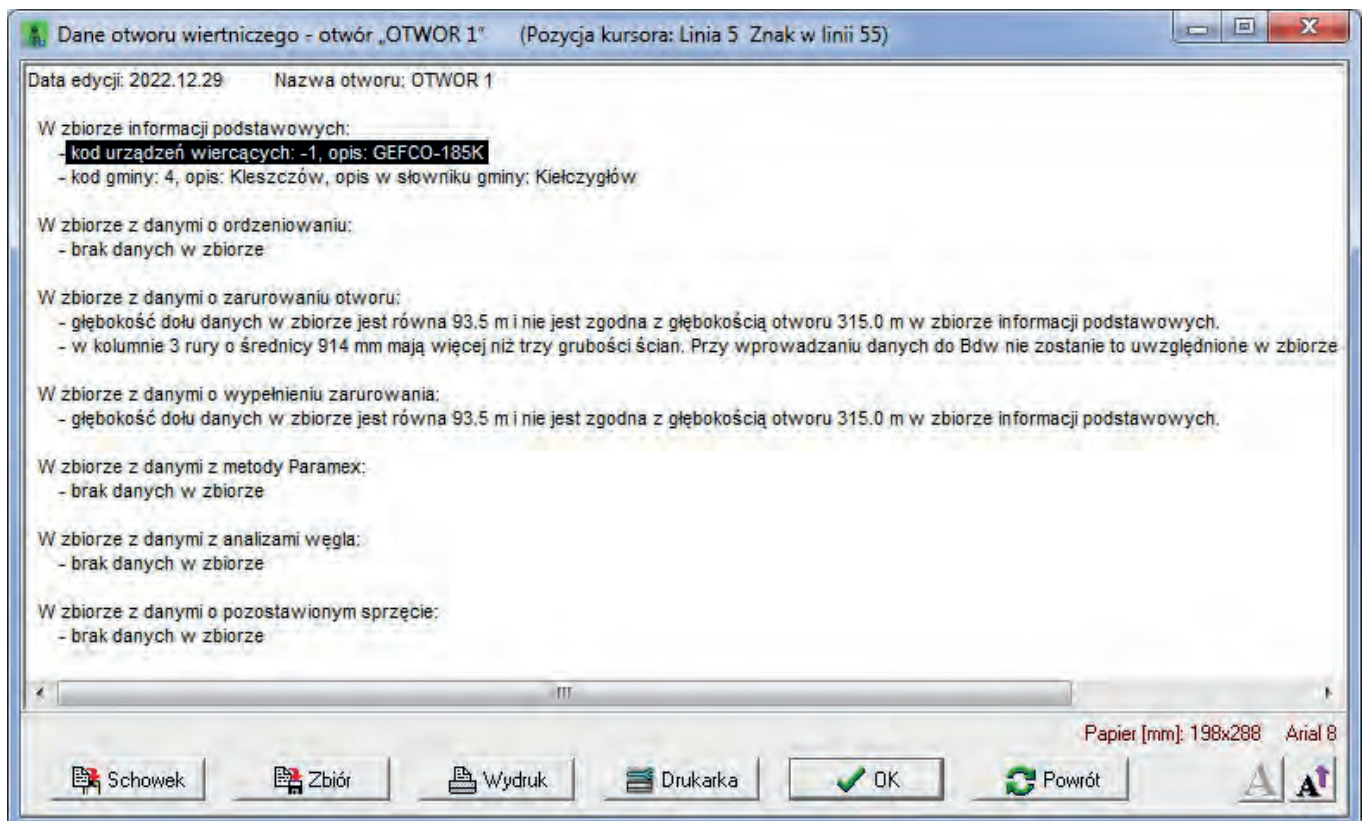 Dane otworu wiertniczego - otwór „OTWOR 1" (Pozycja kursora: Linia 5 Znak w linii 55)
Data edycji: 2022.12.29 Nazwa otworu: OTWOR 1
W zbiorze informacji podstawowych:
- kod urządzeń wiercących: -1, opis: GEFCO-185K
- kod gminy: 4, opis: Kleszczów, opis w słowniku gminy: Kiełczygłów
W zbiorze z danymi o ordzeniowaniu:
- brak danych w zbiorze
W zbiorze z danymi o zarurowaniu otworu:
- głębokość dołu danych w zbiorze jest równa 93.5 m i nie jest zgodna z głębokością otworu 315.0 m w zbiorze informacji podstawowych.
- w kolumnie 3 rury o średnicy 914 mm mają więcej niż trzy grubości ścian. Przy wprowadzaniu danych do Bdw nie zostanie to uwzględnione w zbiorze
W zbiorze z danymi o wypełnieniu zarurowania:
- głębokość dołu danych w zbiorze jest równa 93.5 m i nie jest zgodna z głębokością otworu 315.0 m w zbiorze informacji podstawowych.
W zbiorze z danymi z metody Paramex:
- brak danych w zbiorze
W zbiorze z danymi z analizami węgla:
- brak danych w zbiorze
W zbiorze z danymi o pozostawionym sprzęcie:
- brak danych w zbiorze
Papier [mm]: 198x288 Arial 8
Schowek Zbiór Wydruk Drukarka OK Powrót A A